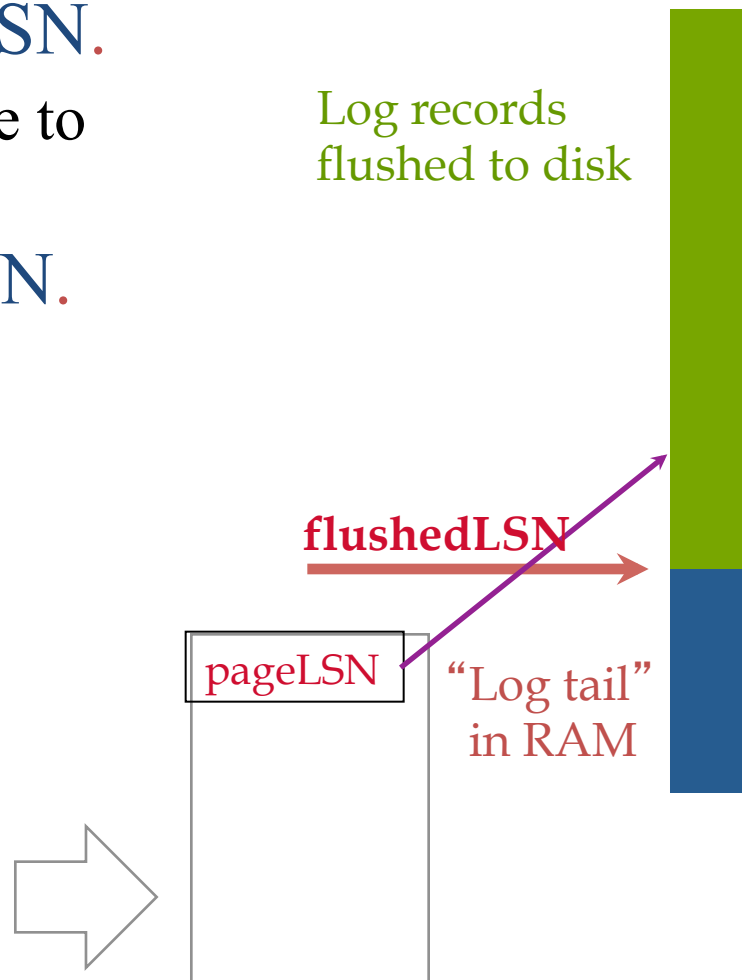 SN.
e to
N.
Log records
flushed to disk
flushedLSN
pageLSN
“Log tail”
in RAM